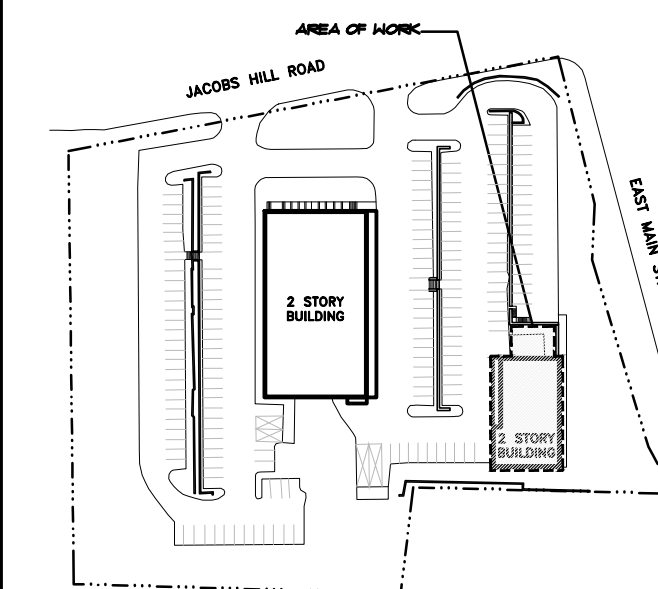 AREA OF WORK
JACOBS HILL ROAD
EAST MAIN
2 STORY
BUILDING
2 STORY
BUILDING